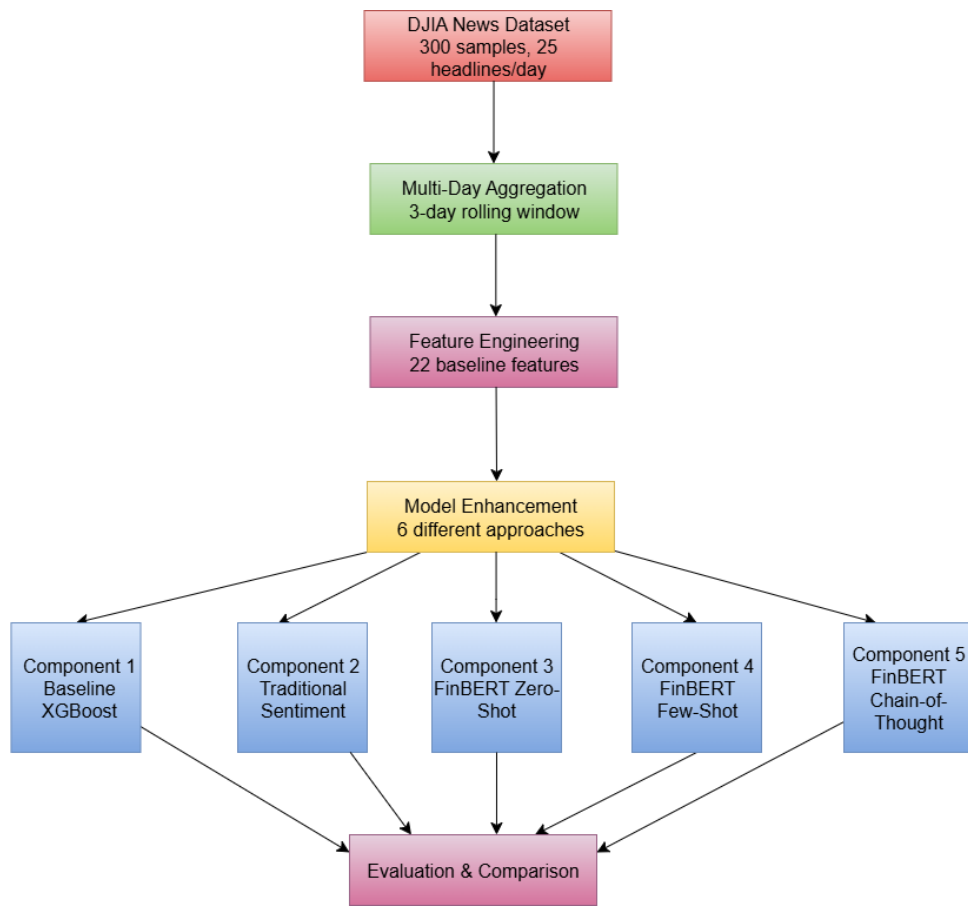 DJIA News Dataset
300 samples, 25
headlines/day
Multi-Day Aggregation
3-day rolling window
Feature Engineering
22 baseline features
Model Enhancement
6 different approaches
Component 1
Baseline
XGBoost
Component 2
Traditional
Sentiment
Component 3
FinBERT Zero-
Shot
Component 4
FinBERT
Few-Shot
Component 5
FinBERT
Chain-of-
Thought
Evaluation & Comparison